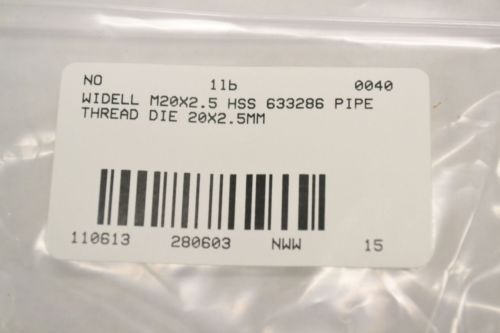 NO 11b 0040
WIDELL M20X2.5 HSS 633286 PIPE
THREAD DIE 20X2.5MM
110613 280603 NWW 15